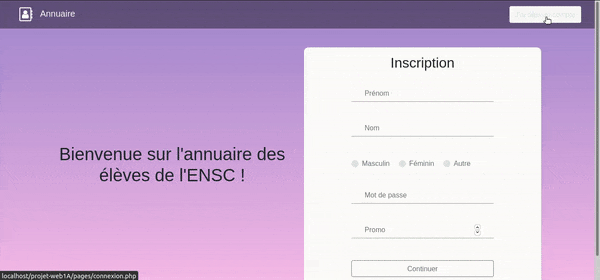 Annuaire
Inscription
Prénom
Nom
Bienvenue sur l'annuaire des
élèves de l'ENSC !
Masculin Féminin Autre
Mot de passe
Promo
Continuer
localhost/projet-web1A/pages/connexion.php